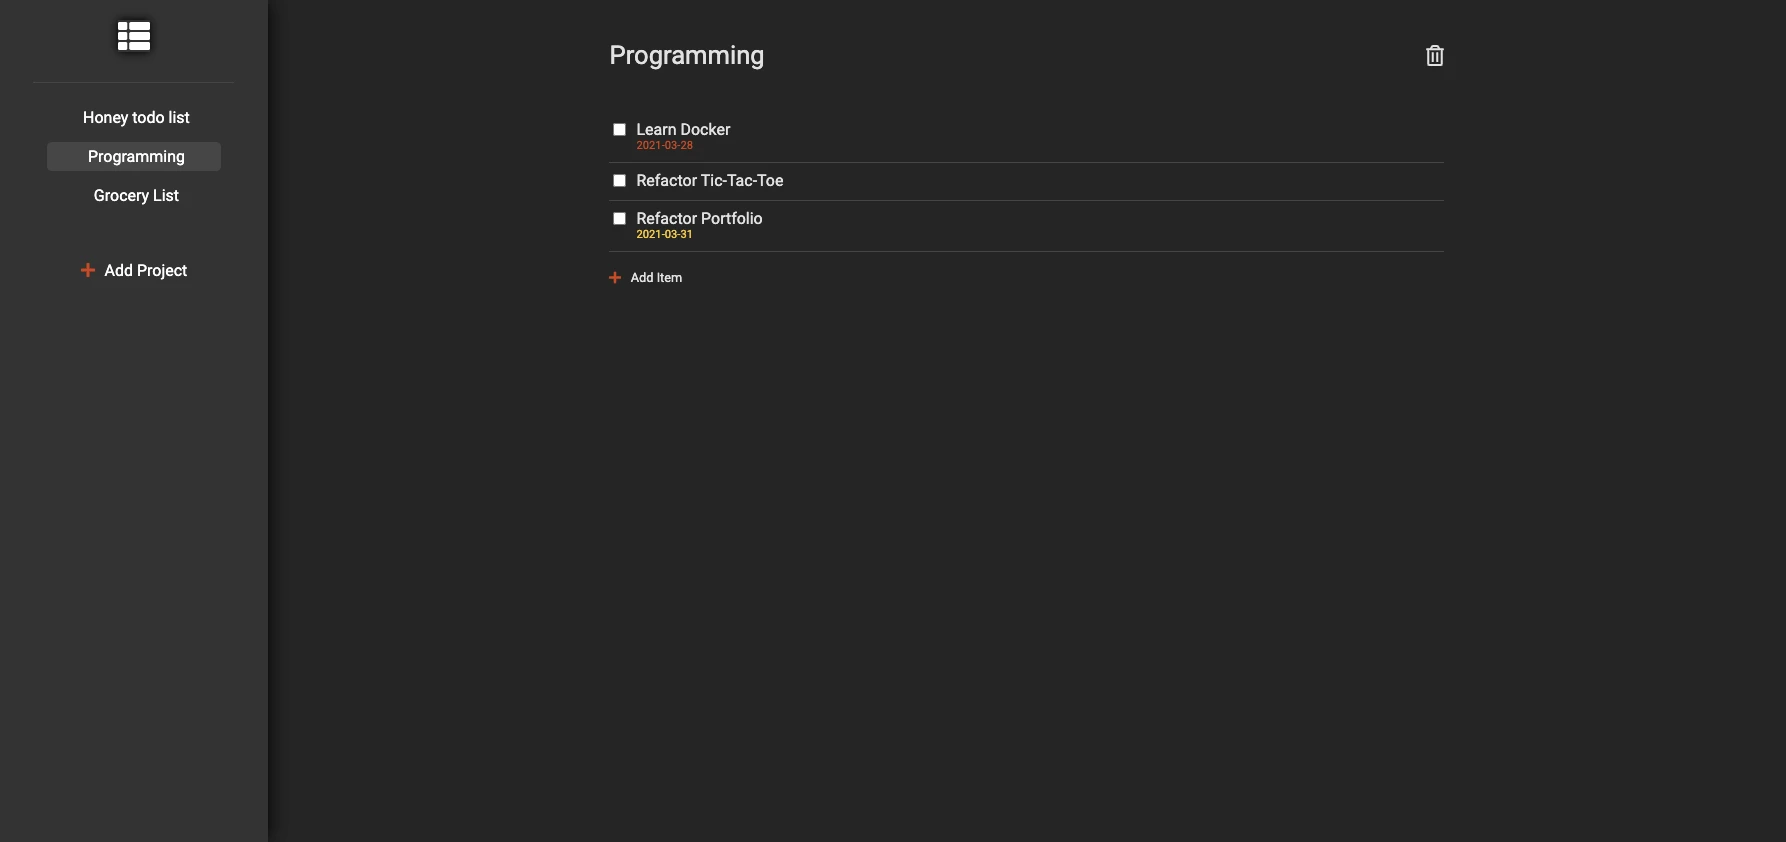 Honey todo list
Programming
Grocery List
Add Project
Programming
Learn Docker
2021-03-28
Refactor Tic-Tac-Toe
Refactor Portfolio
2021-03-31
Add Item